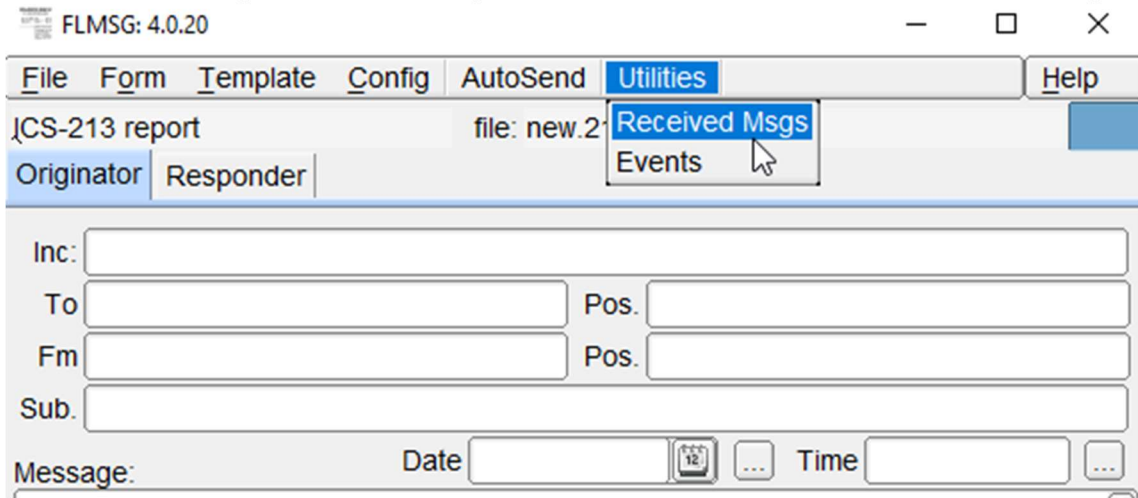 FLMSG: 4.0.20
File Form Template Config AutoSend Utilities Help
ICS-213 report file: new.21
Received Msgs
Events
Originator Responder
Inc:
To Pos.
Fm Pos.
Sub.
Date 12 ... Time ...
Message: